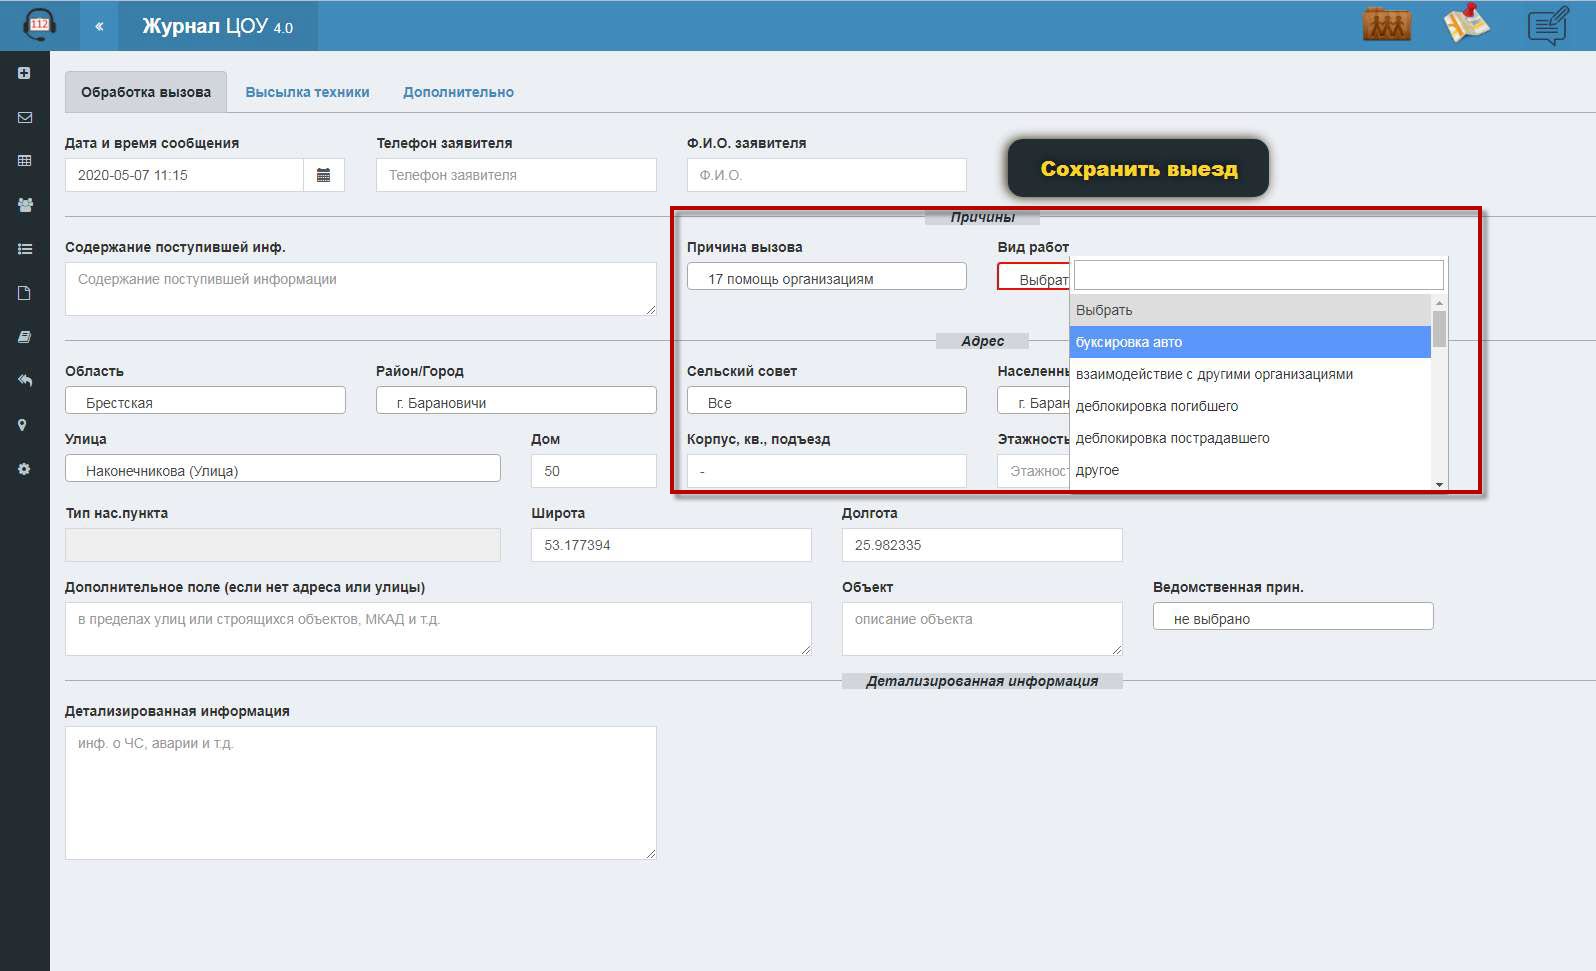 112
«
Журнал ЦОУ 4.0
Обработка вызова
Высылка техники
Дополнительно
Дата и время сообщения
Телефон заявителя
Ф.И.О. заявителя
2020-05-07 11:15
Телефон заявителя
Ф.И.О.
Сохранить выезд
Причины
Содержание поступившей инф.
Причина вызова
Вид работ
Содержание поступившей информации
17 помощь организациям
Выбрат
Выбрать
буксировка авто
взаимодействие с другими организациями
деблокировка погибшего
деблокировка пострадавшего
другое
Адрес
Область
Район/Город
Сельский совет
Населенны
Брестская
г. Барановичи
Все
г. Баран
Улица
Дом
Корпус, кв., подъезд
Этажность
Наконечникова (Улица)
50
-
Этажнос
Тип нас.пункта
Широта
Долгота
53.177394
25.982335
Дополнительное поле (если нет адреса или улицы)
Объект
Ведомственная прин.
в пределах улиц или строящихся объектов, МКАД и т.д.
описание объекта
не выбрано
Детализированная информация
Детализированная информация
инф. о ЧС, аварии и т.д.